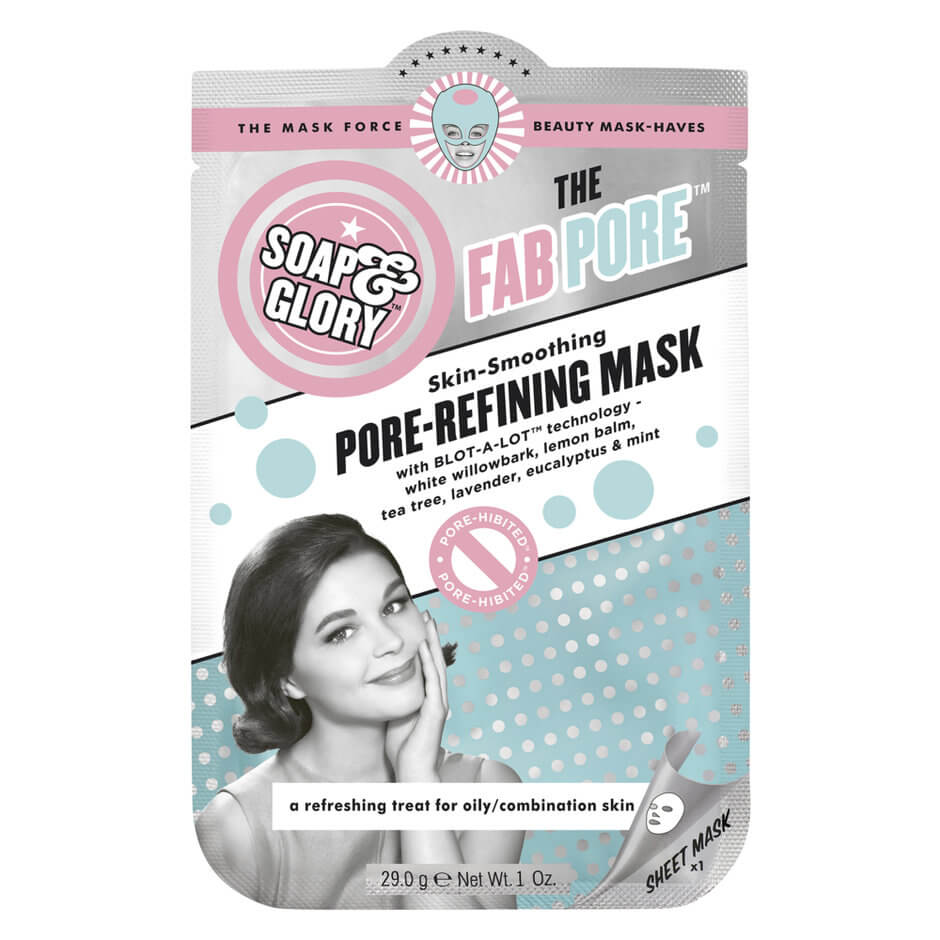 THE MASK FORCE
BEAUTY MASK-HAVES
SOAP&
GLORY™
THE
FAB PORE™
Skin-Smoothing
PORE-REFINING MASK
with BLOT-A-LOT™ technology -
white willowbark, lemon balm,
tea tree, lavender, eucalyptus & mint
PORE-HIBITED™
PORE-HIBITED™
a refreshing treat for oily/combination skin
SHEET MASK
x1
29.0 g ℮ Net Wt. 1 Oz.